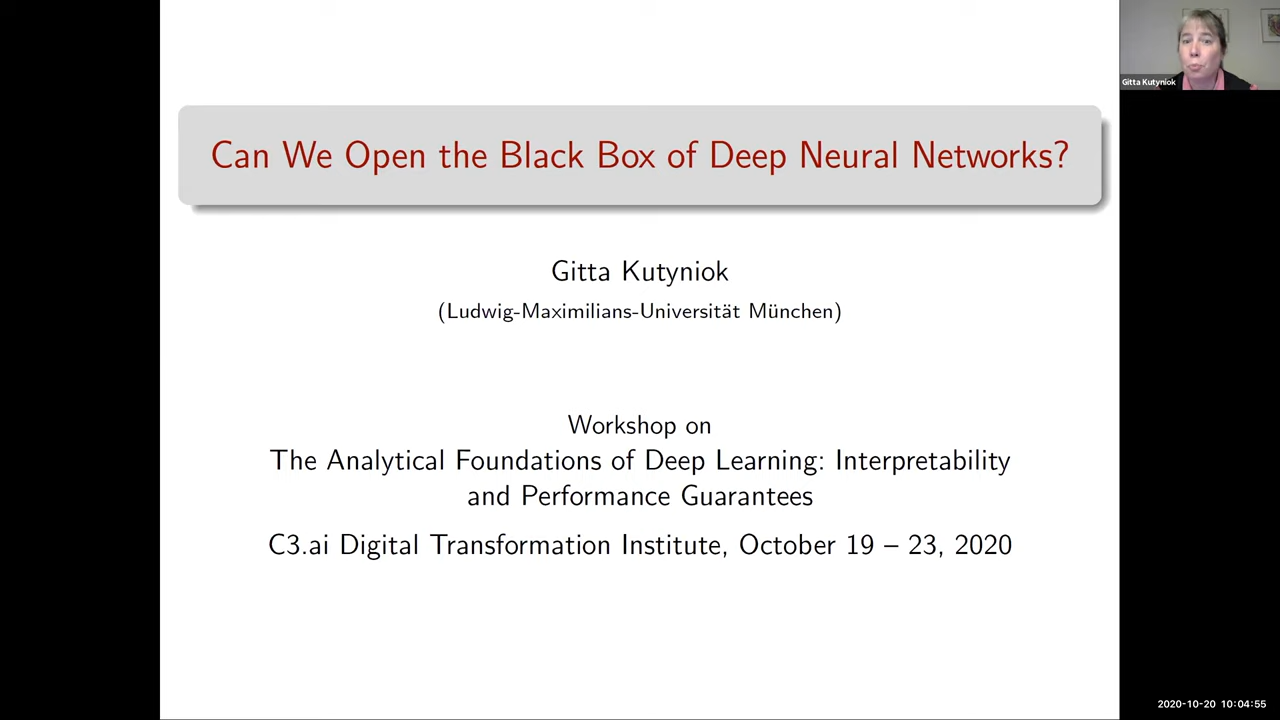 Can We Open the Black Box of Deep Neural Networks?
Gitta Kutyniok
Gitta Kutyniok
(Ludwig-Maximilians-Universität München)
Workshop on
The Analytical Foundations of Deep Learning: Interpretability
and Performance Guarantees
C3.ai Digital Transformation Institute, October 19 – 23, 2020
2020-10-20 10:04:55